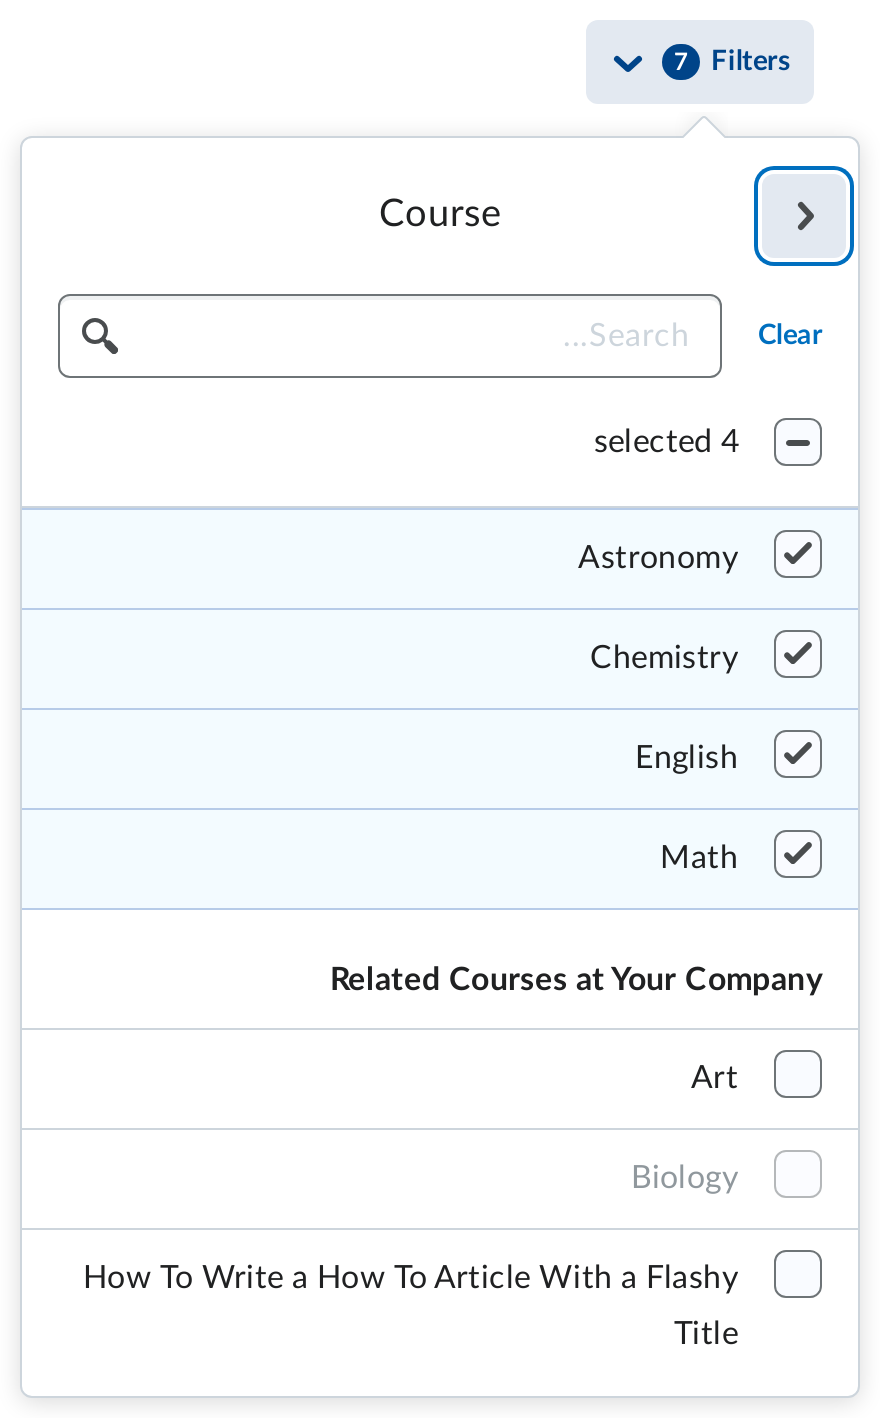 7 Filters
Course
...Search
Clear
selected 4
Astronomy
Chemistry
English
Math
Related Courses at Your Company
Art
Biology
How To Write a How To Article With a Flashy
Title